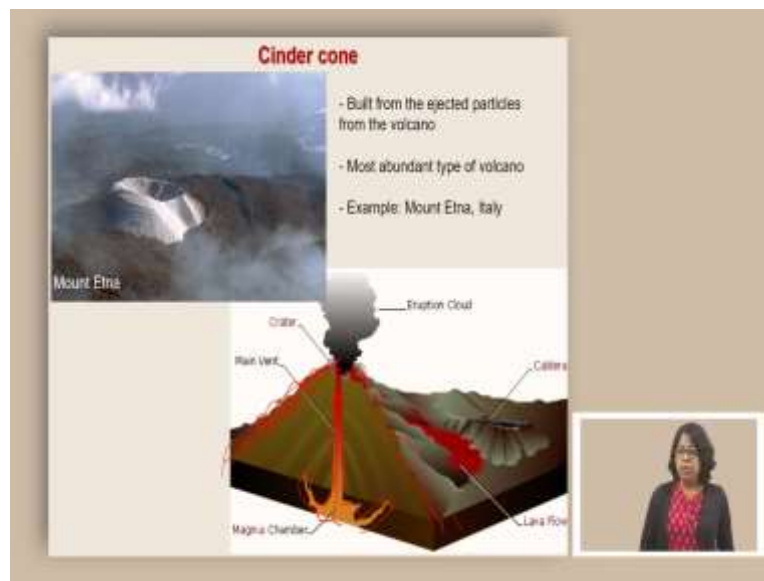 Cinder cone
- Built from the ejected particles
from the volcano
- Most abundant type of volcano
- Example: Mount Etna, Italy
Mount Etna
Eruption Cloud
Crater
Main Vent
Caldera
Magma Chamber
Lava Flow